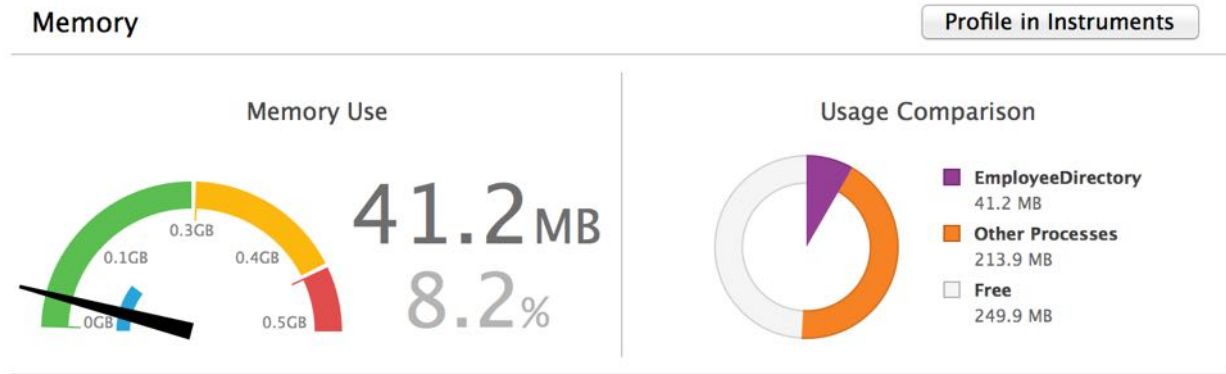 Memory
Profile in Instruments
Memory Use
0GB
0.1GB
0.3GB
0.4GB
0.5GB
41.2MB
8.2%
Usage Comparison
EmployeeDirectory
41.2 MB
Other Processes
213.9 MB
Free
249.9 MB